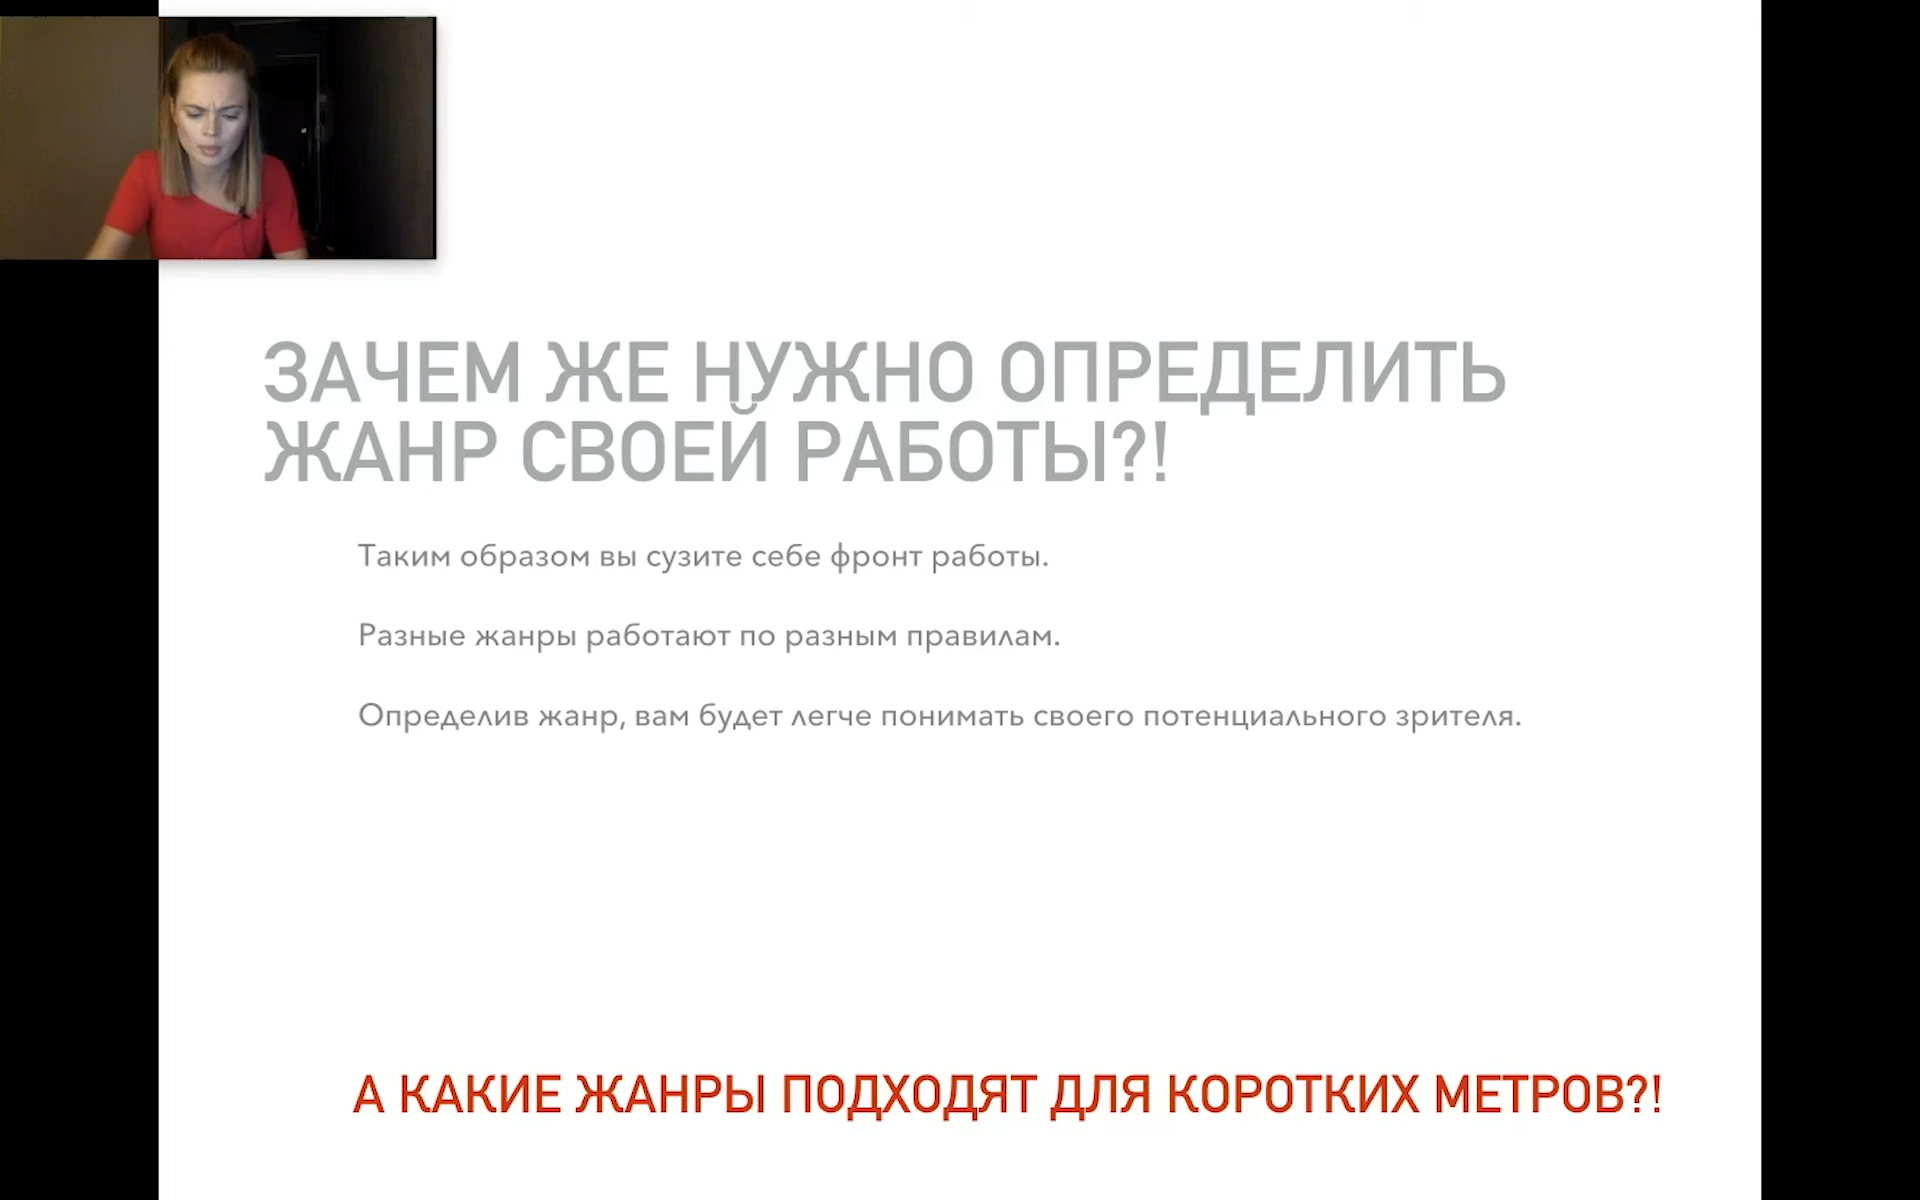 ЗАЧЕМ ЖЕ НУЖНО ОПРЕДЕЛИТЬ
ЖАНР СВОЕЙ РАБОТЫ?!
Таким образом вы сузите себе фронт работы.
Разные жанры работают по разным правилам.
Определив жанр, вам будет легче понимать своего потенциального зрителя.
А КАКИЕ ЖАНРЫ ПОДХОДЯТ ДЛЯ КОРОТКИХ МЕТРОВ?!